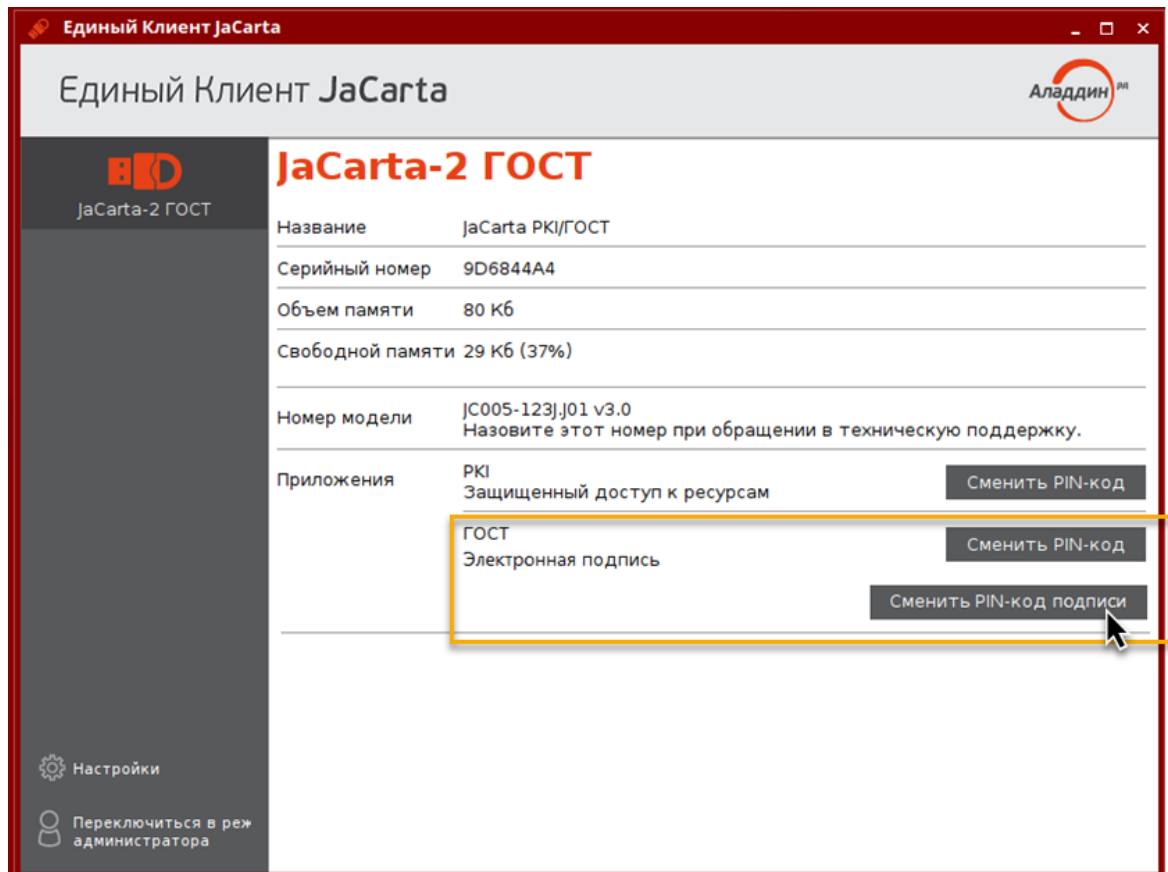 Единый Клиент JaCarta
Единый Клиент JaCarta
Аладдин РД
JaCarta-2 ГОСТ
JaCarta-2 ГОСТ
Название JaCarta PKI/ГОСТ
Серийный номер 9D6844A4
Объем памяти 80 Кб
Свободной памяти 29 Кб (37%)
Номер модели JC005-123J.J01 v3.0
Назовите этот номер при обращении в техническую поддержку.
Приложения PKI
Защищенный доступ к ресурсам
Сменить PIN-код
ГОСТ
Электронная подпись
Сменить PIN-код
Сменить PIN-код подписи
Настройки
Переключиться в реж
администратора